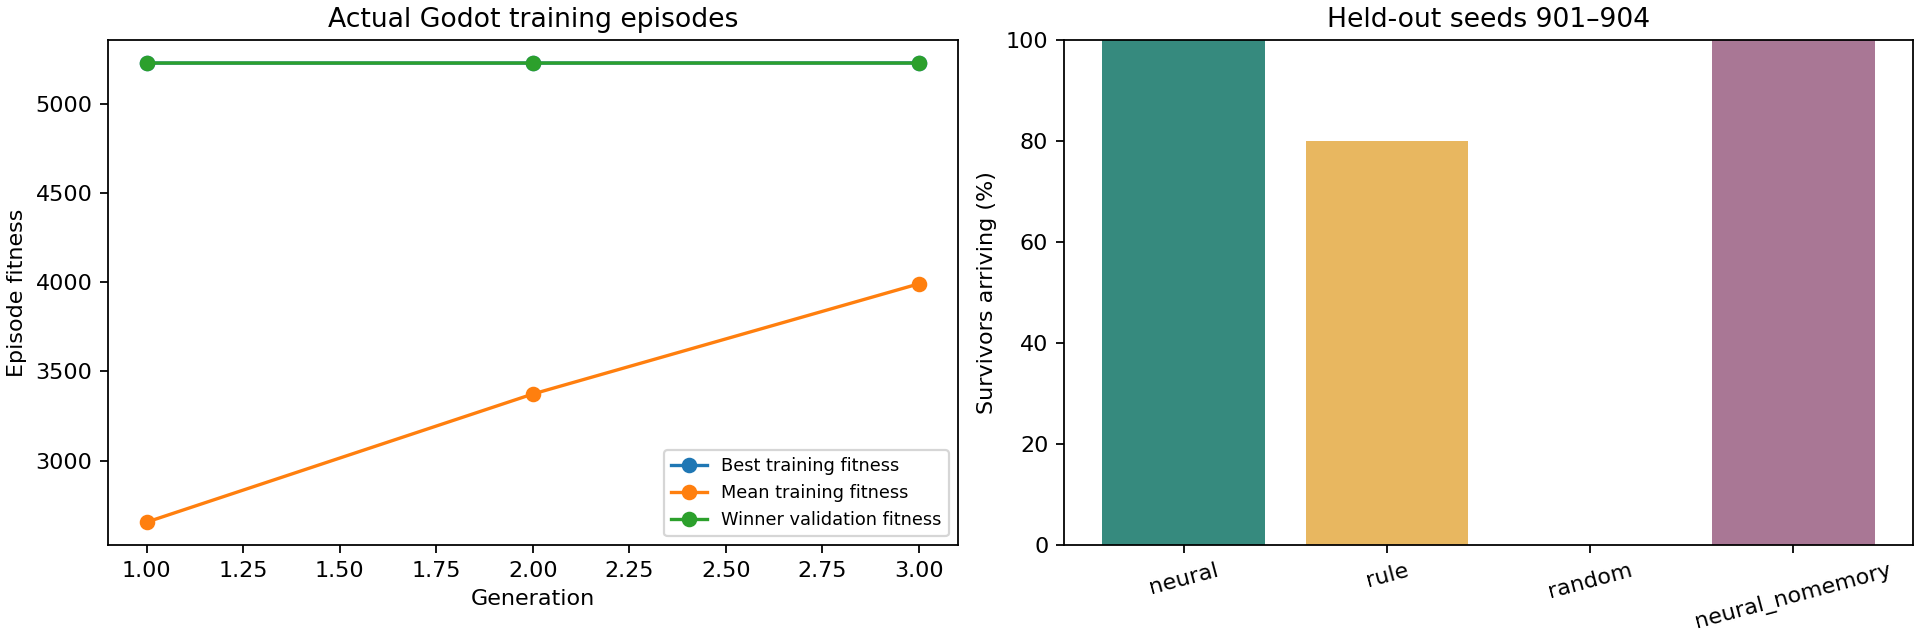 Actual Godot training episodes
Episode fitness
5000
4500
4000
3500
3000
Best training fitness
Mean training fitness
Winner validation fitness
1.00 1.25 1.50 1.75 2.00 2.25 2.50 2.75 3.00
Generation
Held-out seeds 901–904
Survivors arriving (%)
100
80
60
40
20
0
neural rule random neural_nomemory